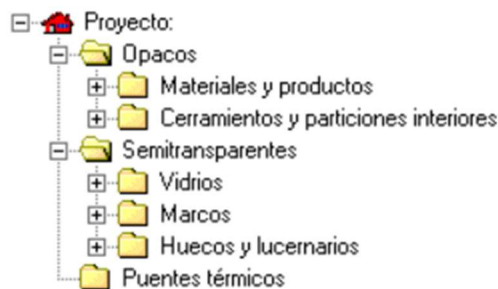 Proyecto:
Opacos
Materiales y productos
Cerramientos y particiones interiores
Semitransparentes
Vidrios
Marcos
Huecos y lucernarios
Puentes térmicos